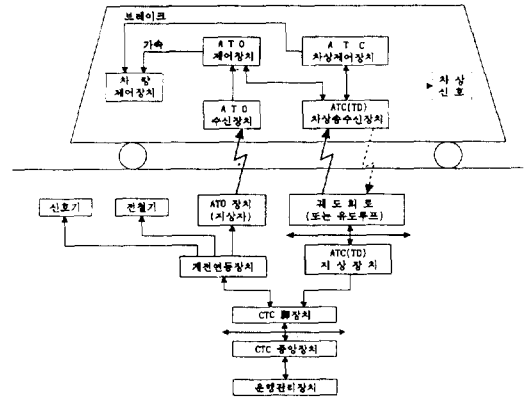 브레이크
가속
A T O
제어장치
A T C
차상제어장치
차 량
제어장치
차 상
신 호
A T O
수신장치
ATC(TD)
차상송수신장치
신호기
전철기
ATO 장치
(지상자)
궤 도 회 로
(또는 유도루프)
계전연동장치
ATC(TD)
지 상 장 치
CTC 驛장치
CTC 중앙장치
운행관리장치